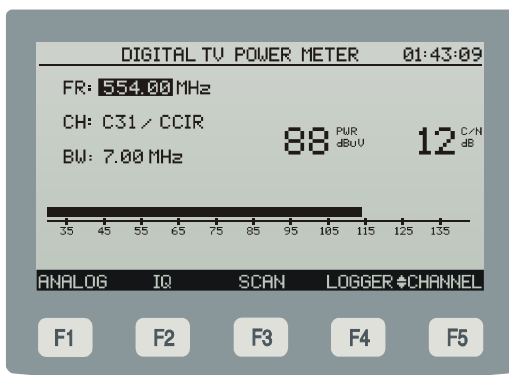 DIGITAL TV POWER METER 01:43:09
FR: 554.00 MHz
CH: C31 / CCIR
88 PWR dBuV 12 C/N dB
BW: 7.00 MHz
35 45 55 65 75 85 95 105 115 125 135
ANALOG IQ SCAN LOGGER CHANNEL
F1 F2 F3 F4 F5